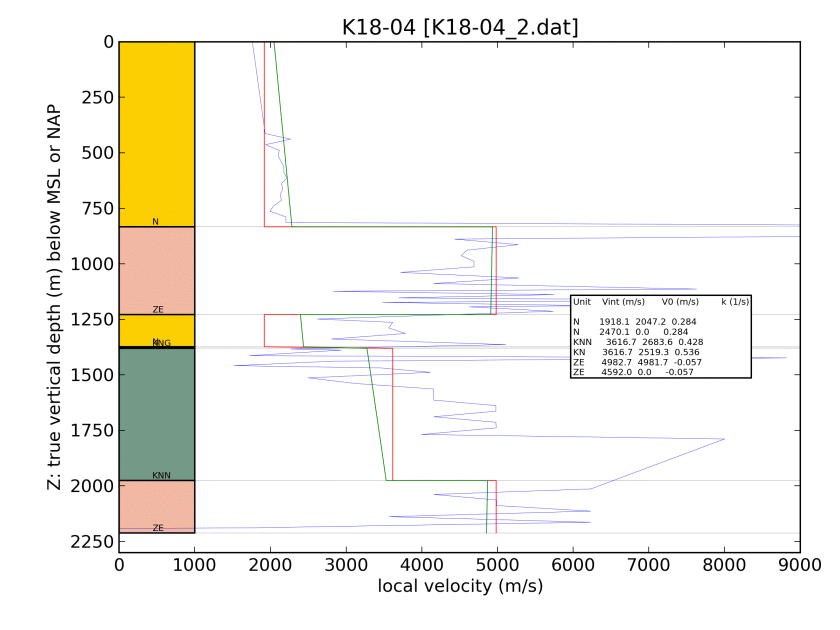 K18-04 [K18-04_2.dat]
Z: true vertical depth (m) below MSL or NAP
0
250
500
750
1000
1250
1500
1750
2000
2250
N
ZE
N
KNN
ZE
Unit Vint (m/s) V0 (m/s) k (1/s)
N 1918.1 2047.2 0.284
N 2470.1 0.0 0.284
KNN 3616.7 2683.6 0.428
KN 3616.7 2519.3 0.536
ZE 4982.7 4981.7 -0.057
ZE 4592.0 0.0 -0.057
0 1000 2000 3000 4000 5000 6000 7000 8000 9000
local velocity (m/s)